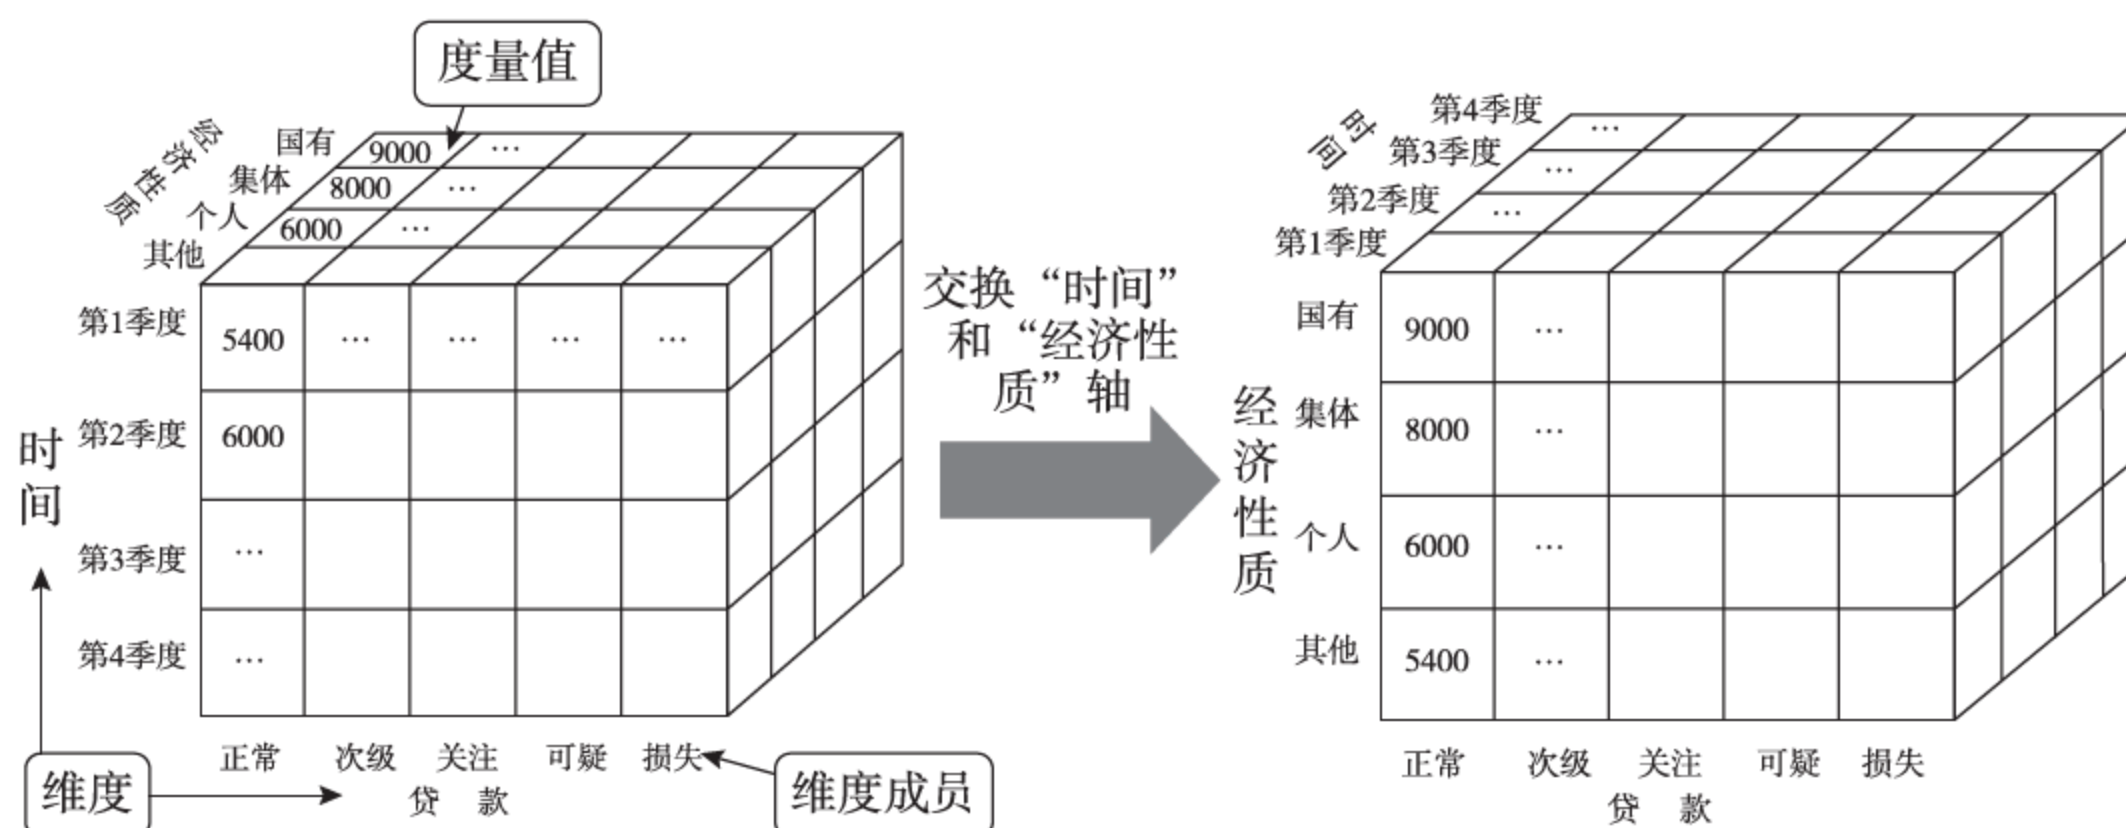 度量值
经济性质
国有
集体
个人
其他
9000 …
8000 …
6000 …
时间
第1季度
第2季度
第3季度
第4季度
5400 … … … …
6000
…
…
正常 次级 关注 可疑 损失
贷 款
维度
维度成员
交换“时间”
和“经济性
质”轴
时间
第4季度
第3季度
第2季度
第1季度
…
…
…
经济性质
国有
集体
个人
其他
9000 …
8000 …
6000 …
5400 …
正常 次级 关注 可疑 损失
贷 款